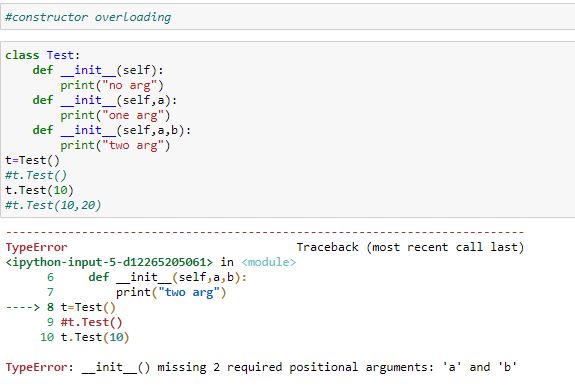 #constructor overloading
class Test:
    def __init__(self):
        print("no arg")
    def __init__(self,a):
        print("one arg")
    def __init__(self,a,b):
        print("two arg")
t=Test()
#t.Test()
t.Test(10)
#t.Test(10,20)
---------------------------------------------------------------------------
TypeError                                 Traceback (most recent call last)
<ipython-input-5-d12265205061> in <module>
      6     def __init__(self,a,b):
      7         print("two arg")
----> 8 t=Test()
      9 #t.Test()
     10 t.Test(10)
TypeError: __init__() missing 2 required positional arguments: 'a' and 'b'